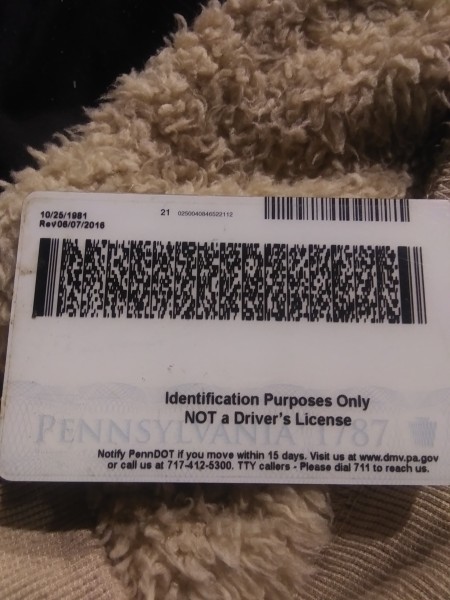 10/25/1981
Rev06/07/2016
21 0250040846522112
Identification Purposes Only
NOT a Driver's License
PENNSYLVANIA 1787
Notify PennDOT if you move within 15 days. Visit us at www.dmv.pa.gov
or call us at 717-412-5300. TTY callers - Please dial 711 to reach us.